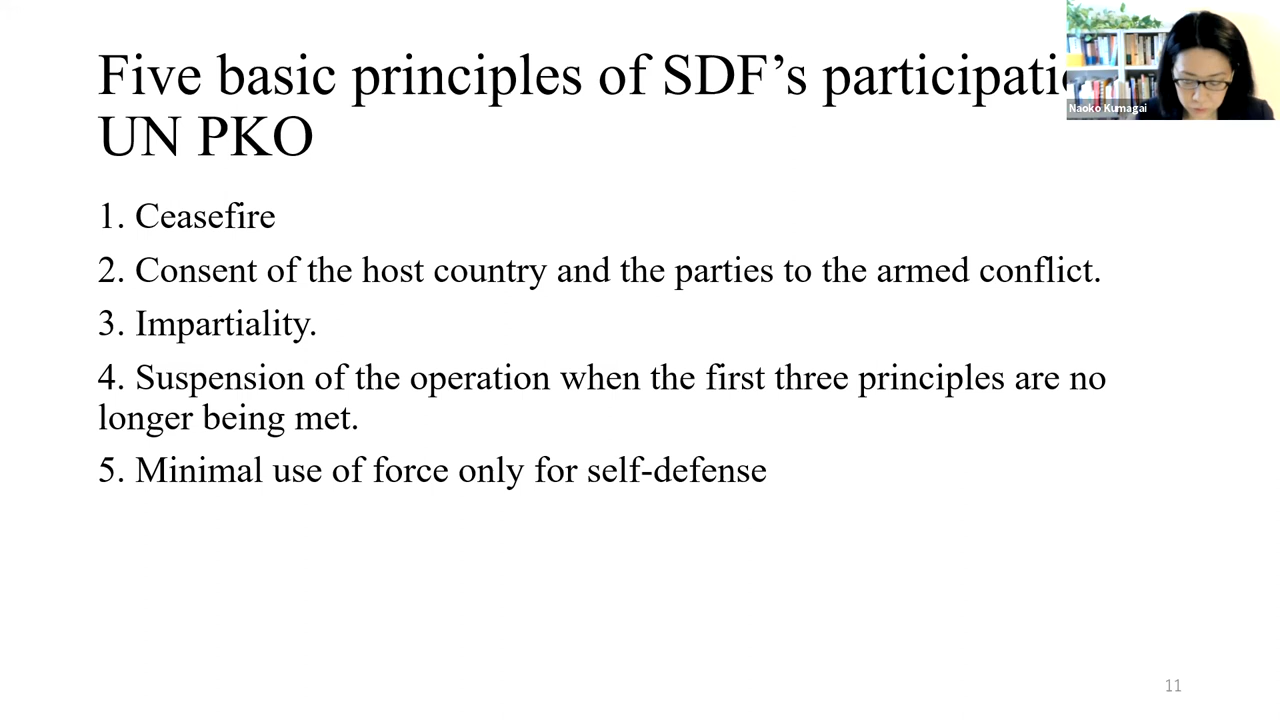 Five basic principles of SDF’s
UN PKO
Naoko Kumagai
1. Ceasefire
2. Consent of the host country and the parties to the armed conflict.
3. Impartiality.
4. Suspension of the operation when the first three principles are no
longer being met.
5. Minimal use of force only for self-defense
11